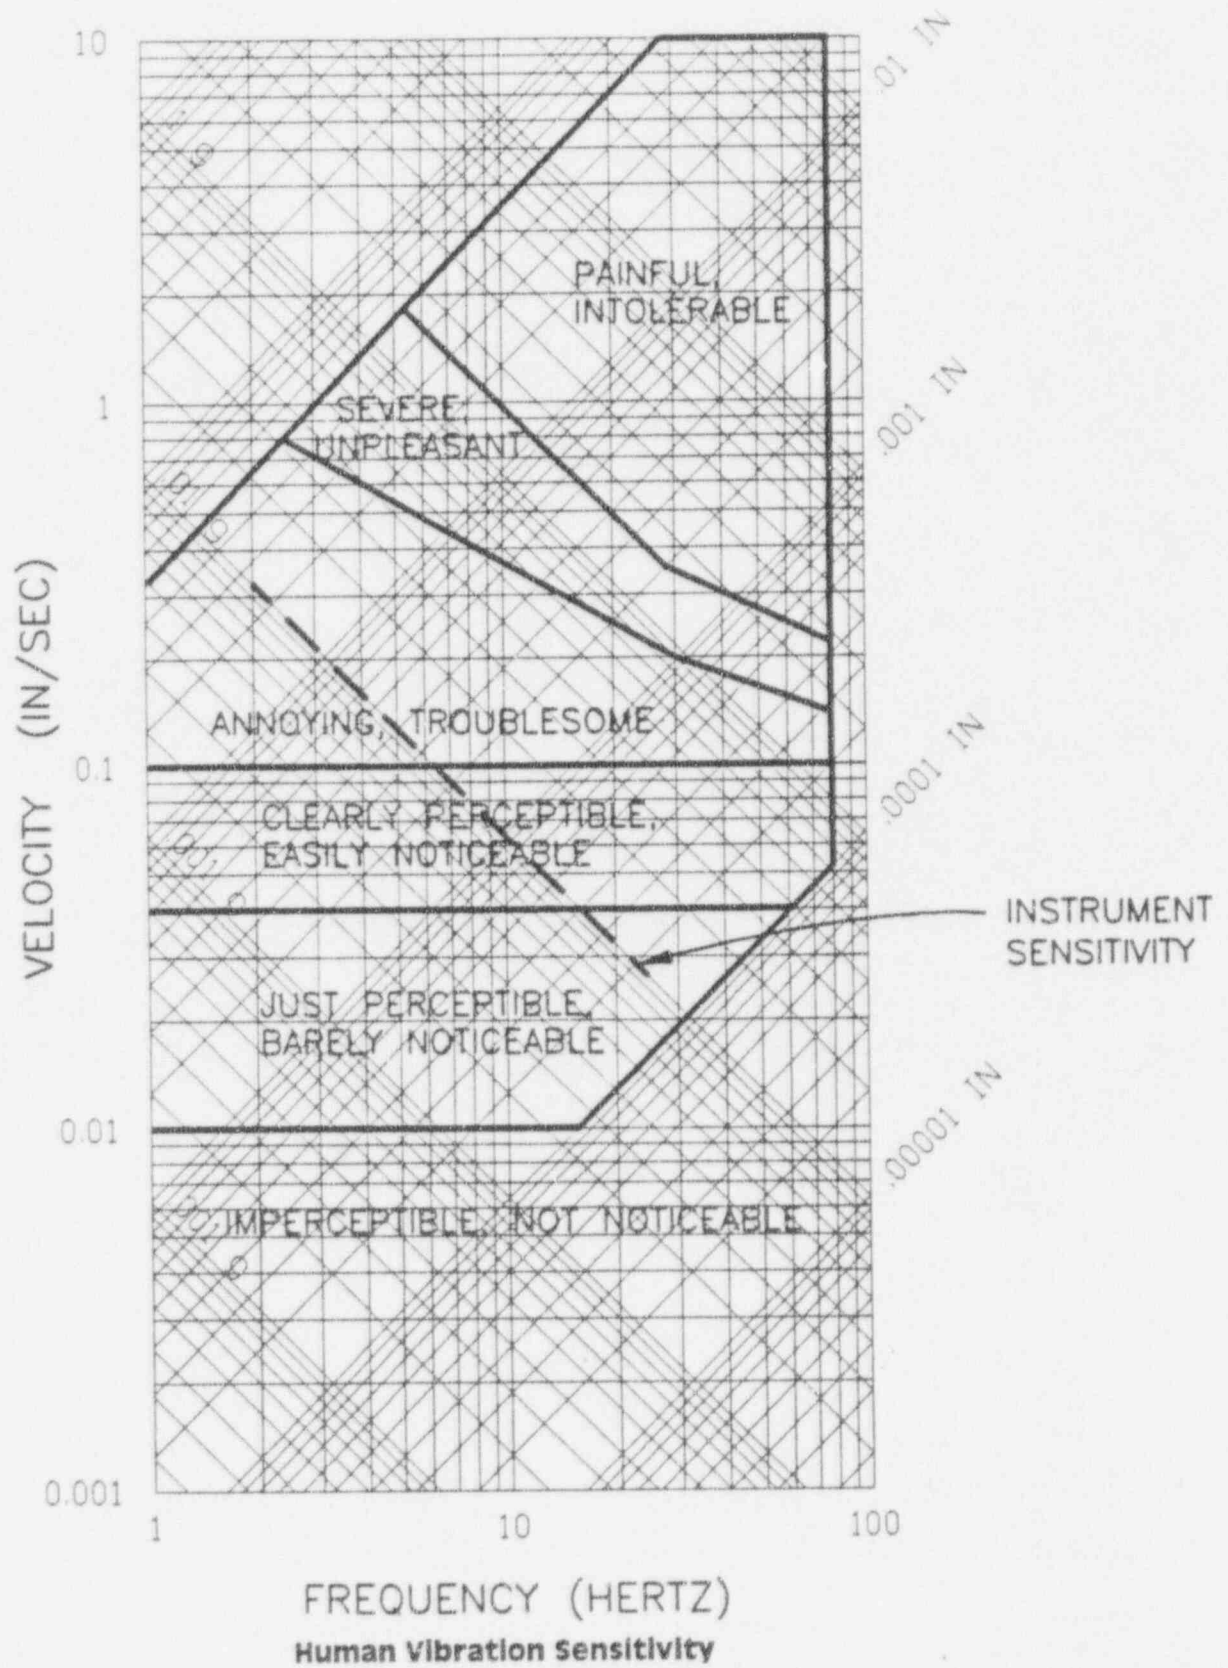 10
.01 IN
PAINFUL,
INTOLERABLE
.001 IN
1
SEVERE,
UNPLEASANT
VELOCITY (IN/SEC)
ANNOYING, TROUBLESOME
.0001 IN
0.1
CLEARLY PERCEPTIBLE,
EASILY NOTICEABLE
INSTRUMENT
SENSITIVITY
JUST PERCEPTIBLE,
BARELY NOTICEABLE
0.01
.00001 IN
IMPERCEPTIBLE, NOT NOTICEABLE
0.001
1
10
100
FREQUENCY (HERTZ)
Human Vibration Sensitivity